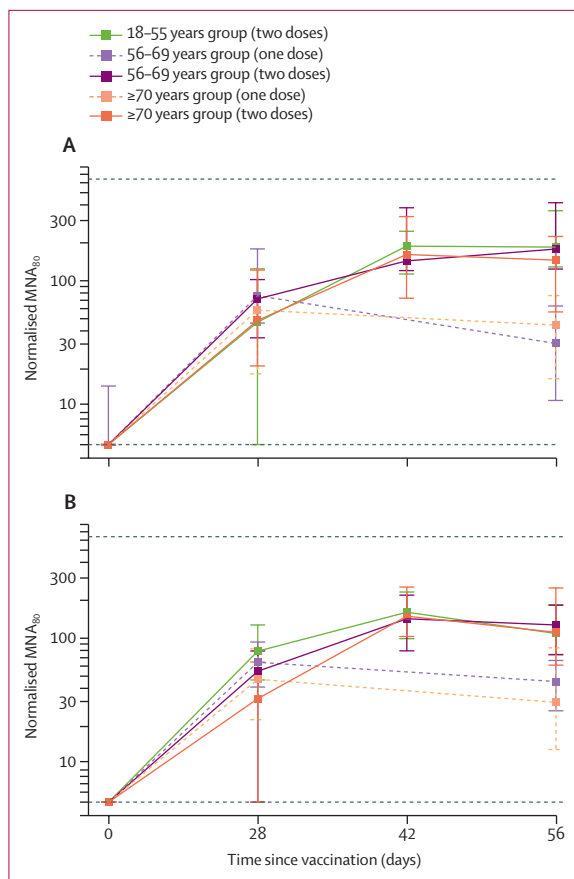 18–55 years group (two doses)
56–69 years group (one dose)
56–69 years group (two doses)
≥70 years group (one dose)
≥70 years group (two doses)
A
Normalised MNA₈₀
300
100
30
10
B
Normalised MNA₈₀
300
100
30
10
0
28
42
56
Time since vaccination (days)